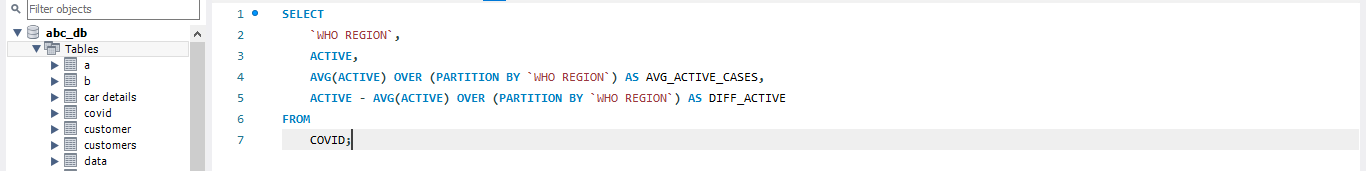 Filter objects
abc_db
Tables
a
b
car details
covid
customer
customers
data
1 SELECT
2 `WHO REGION`,
3 ACTIVE,
4 AVG(ACTIVE) OVER (PARTITION BY `WHO REGION`) AS AVG_ACTIVE_CASES,
5 ACTIVE - AVG(ACTIVE) OVER (PARTITION BY `WHO REGION`) AS DIFF_ACTIVE
6 FROM
7 COVID;